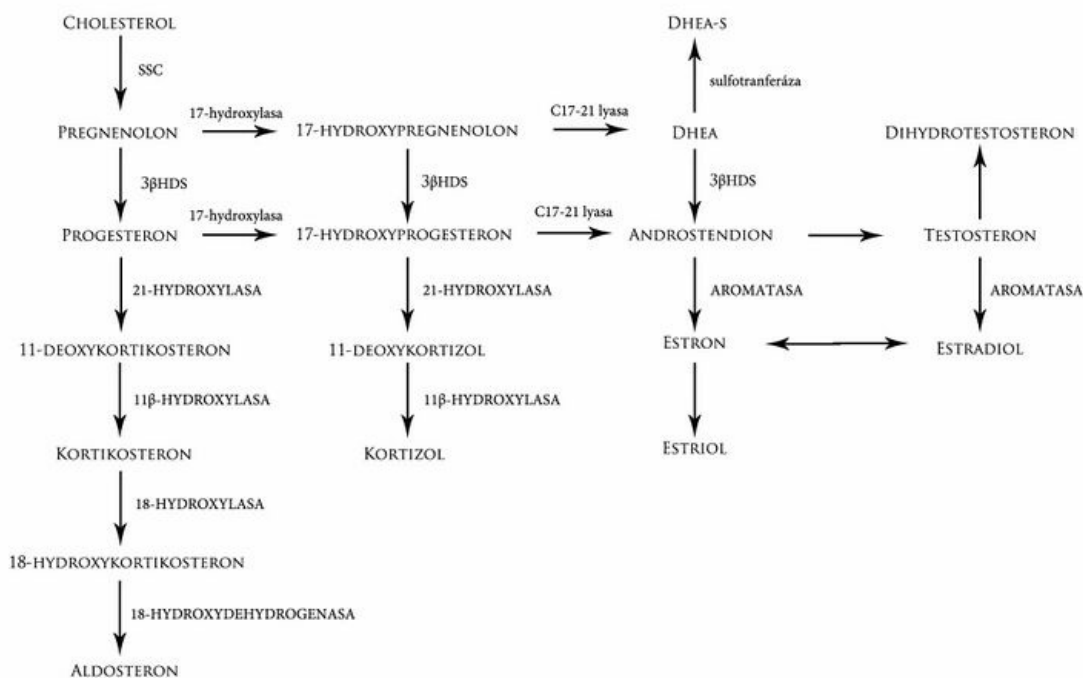 CHOLESTEROL
DHEA-S
SSC
sulfotranferáza
17-hydroxylasa
C17-21 lyasa
PREGNENOLON
17-HYDROXYPREGNENOLON
DHEA
DIHYDROTESTOSTERON
3βHDS
3βHDS
3βHDS
17-hydroxylasa
C17-21 lyasa
PROGESTERON
17-HYDROXYPROGESTERON
ANDROSTENDION
TESTOSTERON
21-HYDROXYLASA
21-HYDROXYLASA
AROMATASA
AROMATASA
11-DEOXYKORTIKOSTERON
11-DEOXYKORTIZOL
ESTRON
ESTRADIOL
11β-HYDROXYLASA
11β-HYDROXYLASA
KORTIKOSTERON
KORTIZOL
ESTRIOL
18-HYDROXYLASA
18-HYDROXYKORTIKOSTERON
18-HYDROXYDEHYDROGENASA
ALDOSTERON